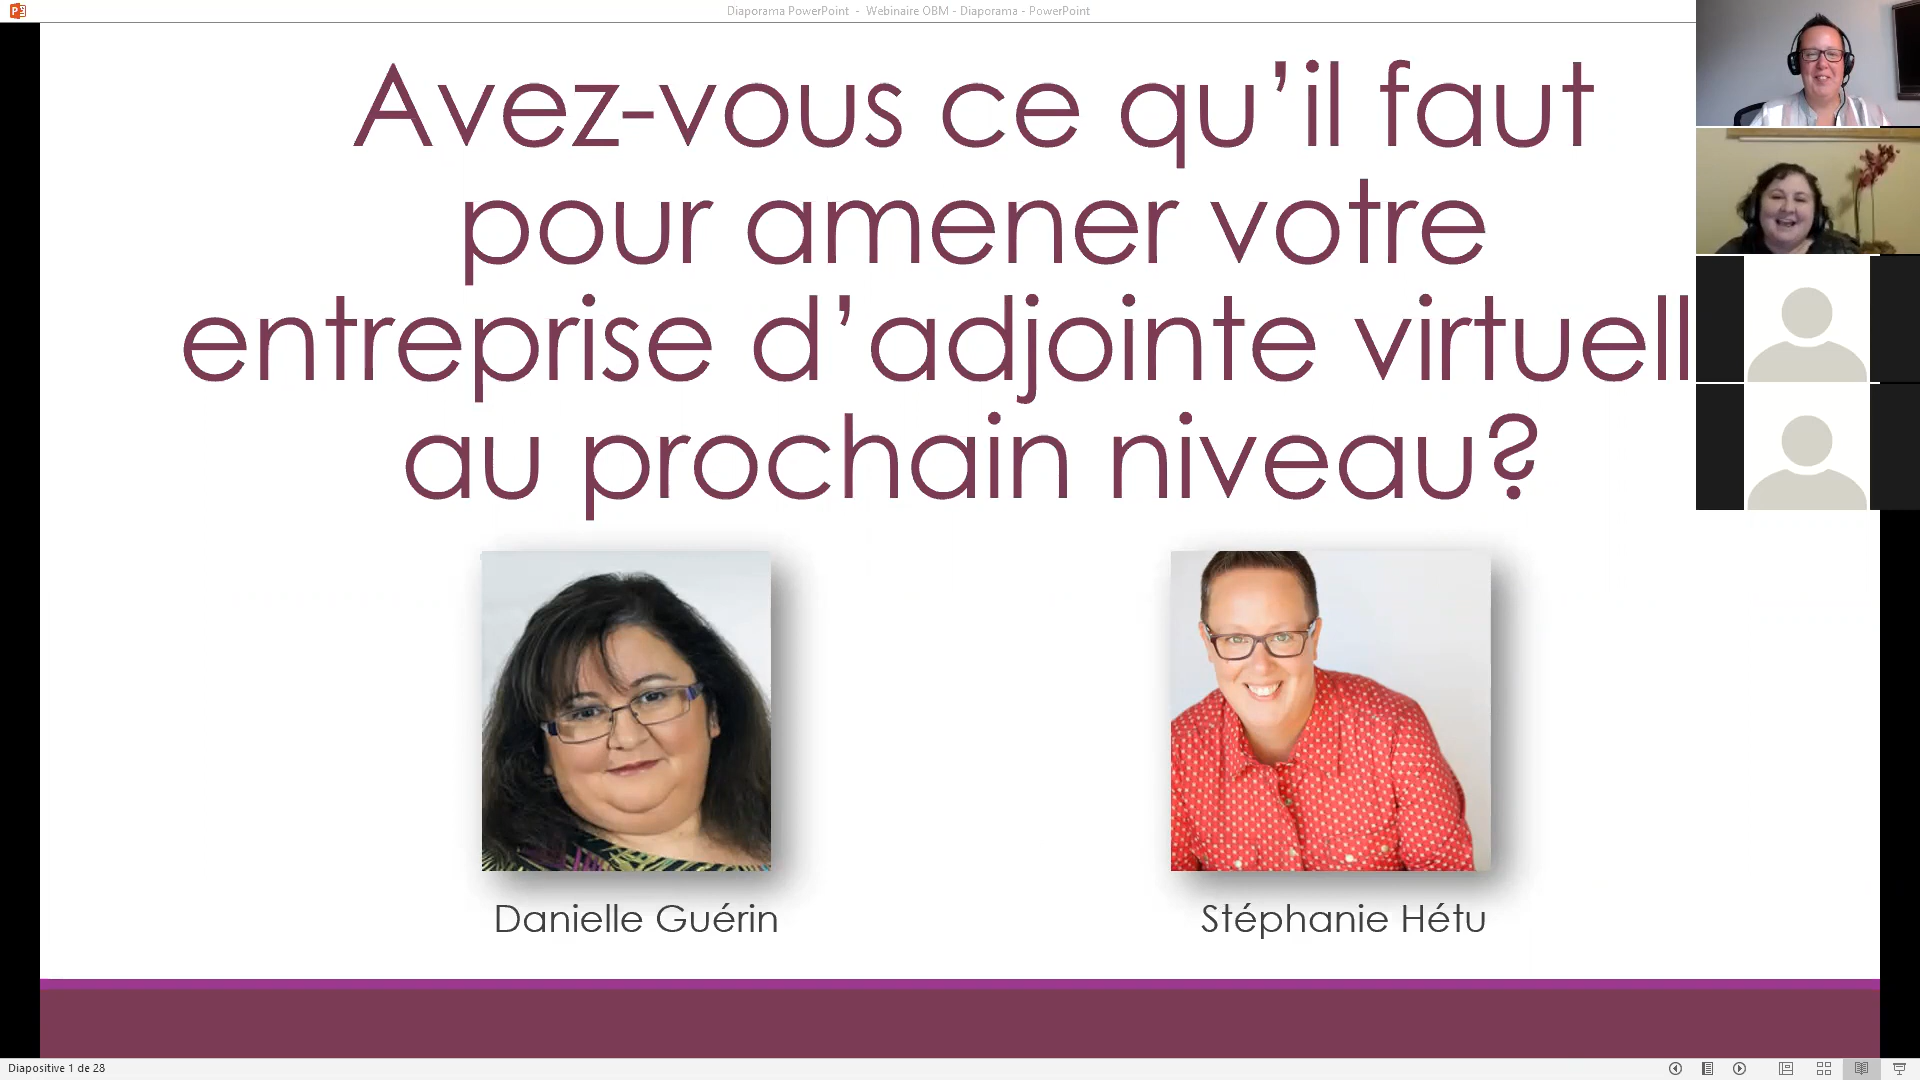 Diaporama PowerPoint - Webinaire OBM - Diaporama - PowerPoint
Avez-vous ce qu’il faut
pour amener votre
entreprise d’adjointe virtuell
au prochain niveau?
Danielle Guérin
Stéphanie Hétu
Diapositive 1 de 28